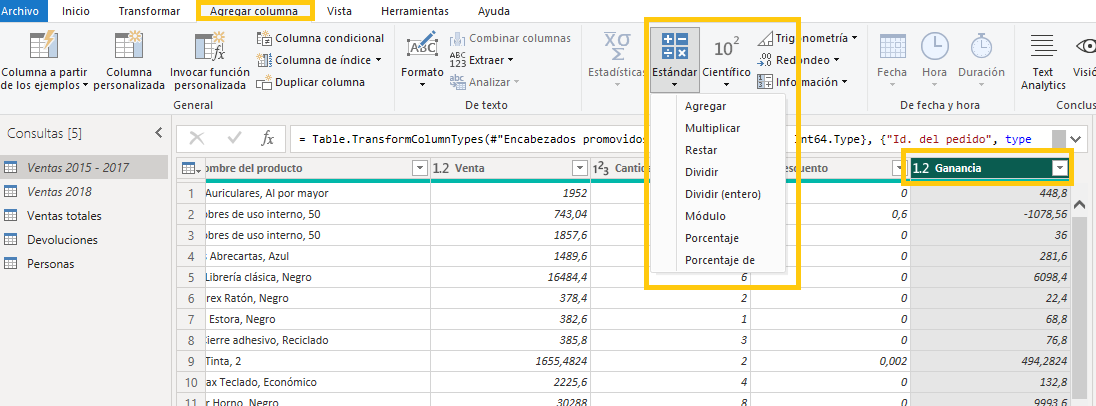 Archivo Inicio Transformar Agregar columna Vista Herramientas Ayuda
Columna a partir de los ejemplos
Columna personalizada
Invocar función personalizada
Columna condicional
Columna de índice
Duplicar columna
General
ABC
Formato
Combinar columnas
ABC 123 Extraer
abc Analizar
De texto
XΣ σ
Estadísticas
Estándar
10² Científico
Trigonometría
.00 Redondeo
Información
Fecha
Hora
Duración
De fecha y hora
Text Analytics
Agregar
Multiplicar
Restar
Dividir
Dividir (entero)
Módulo
Porcentaje
Porcentaje de
Consultas [5]
Ventas 2015 - 2017
Ventas 2018
Ventas totales
Devoluciones
Personas
fx = Table.TransformColumnTypes(#"Encabezados promovidos Int64.Type}, {"Id. del pedido", type
ombre del producto 1.2 Venta 1²3 1.2 Ganancia
1 Auriculares, Al por mayor 1952 0 448,8
2 obres de uso interno, 50 743,04 0,6 -1078,56
3 obres de uso interno, 50 1857,6 0 36
4 Abrecartas, Azul 1489,6 0 281,6
5 Librería clásica, Negro 16484,4 6 0 6098,4
6 rex Ratón, Negro 378,4 2 0 22,4
7 Estora, Negro 382,6 1 0 68,8
8 ierre adhesivo, Reciclado 385,8 3 0 76,8
9 Tinta, 2 1655,4824 2 0,002 494,2824
10 ax Teclado, Económico 2225,6 4 0 132,8
11 r Horno, Negro 30288 8 0 9993,6